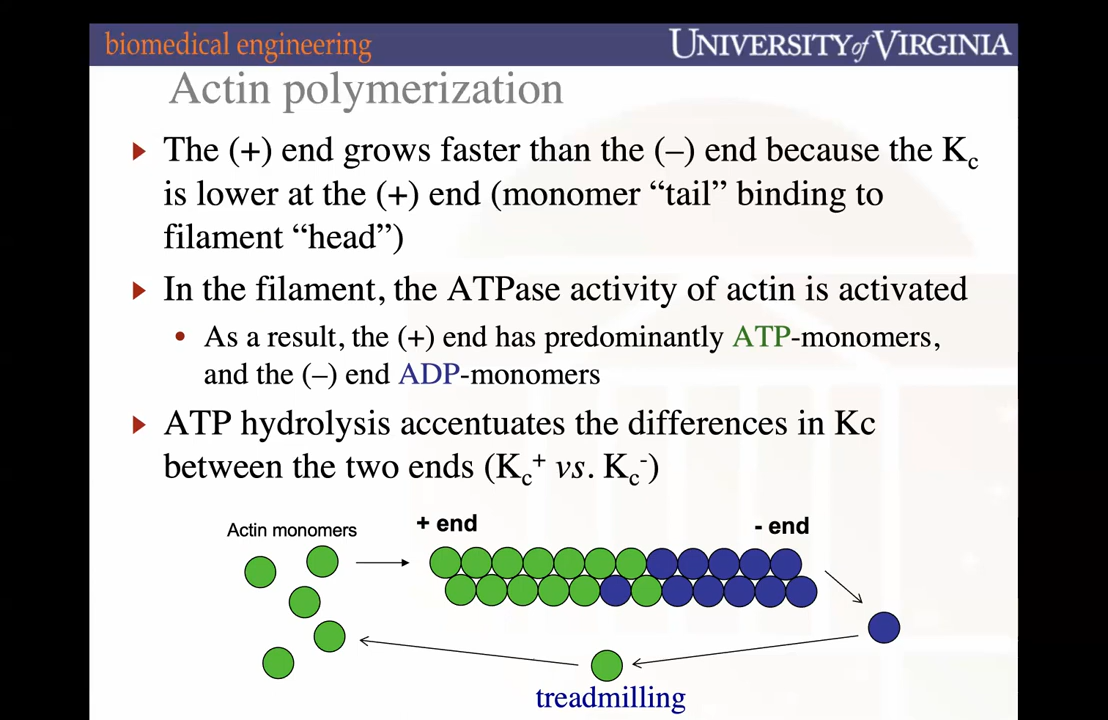 biomedical engineering
UNIVERSITY of VIRGINIA
Actin polymerization
The (+) end grows faster than the (–) end because the Kc
is lower at the (+) end (monomer “tail” binding to
filament “head”)
In the filament, the ATPase activity of actin is activated
• As a result, the (+) end has predominantly ATP-monomers,
and the (–) end ADP-monomers
ATP hydrolysis accentuates the differences in Kc
between the two ends (Kc+ vs. Kc-)
Actin monomers
+ end
- end
treadmilling